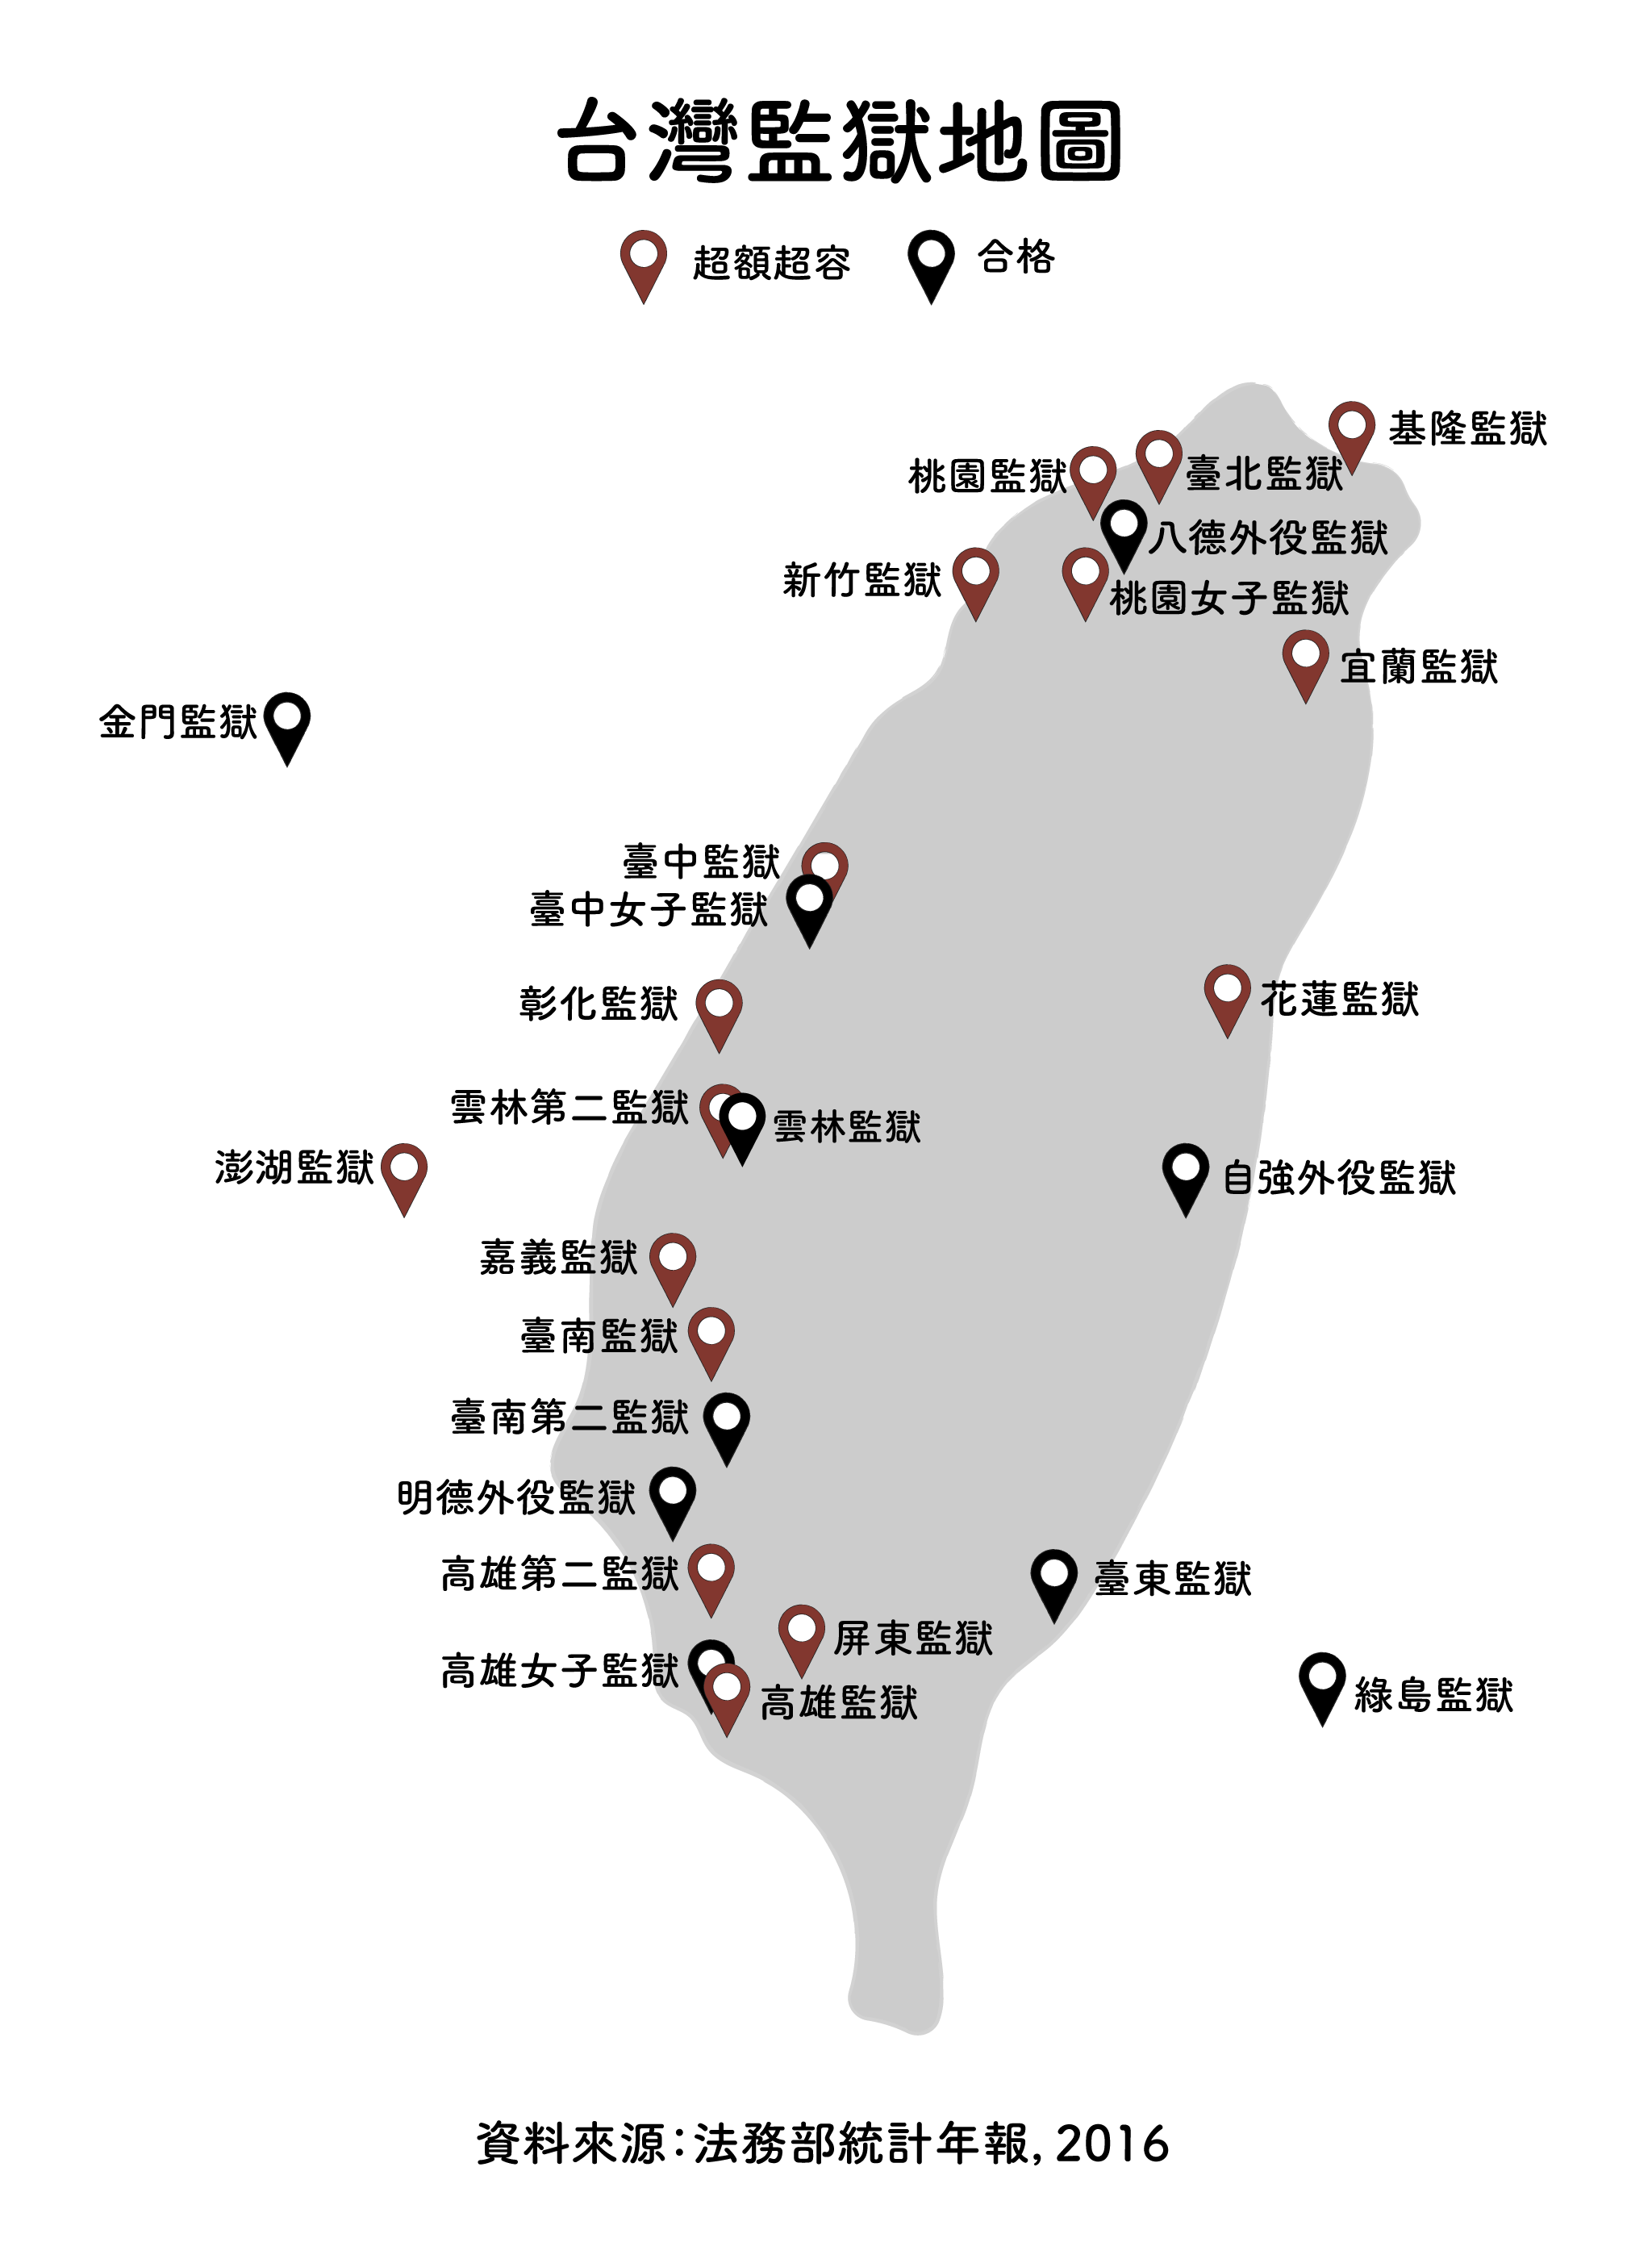 台灣監獄地圖
超額超容
合格
基隆監獄
桃園監獄
臺北監獄
八德外役監獄
新竹監獄
桃園女子監獄
宜蘭監獄
金門監獄
臺中監獄
臺中女子監獄
彰化監獄
花蓮監獄
雲林第二監獄
雲林監獄
澎湖監獄
自強外役監獄
嘉義監獄
臺南監獄
臺南第二監獄
明德外役監獄
高雄第二監獄
臺東監獄
屏東監獄
高雄女子監獄
高雄監獄
綠島監獄
資料來源：法務部統計年報, 2016